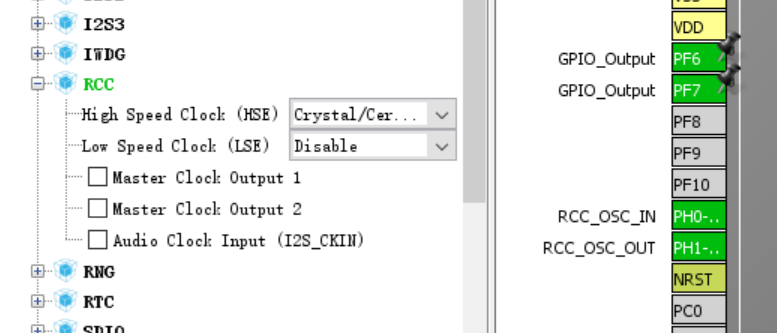 I2S3
IWDG
RCC
High Speed Clock (HSE) Crystal/Cer...
Low Speed Clock (LSE) Disable
Master Clock Output 1
Master Clock Output 2
Audio Clock Input (I2S_CKIN)
RNG
RTC
SDIO
VDD
GPIO_Output PF6
GPIO_Output PF7
PF8
PF9
PF10
RCC_OSC_IN PH0-..
RCC_OSC_OUT PH1-..
NRST
PC0